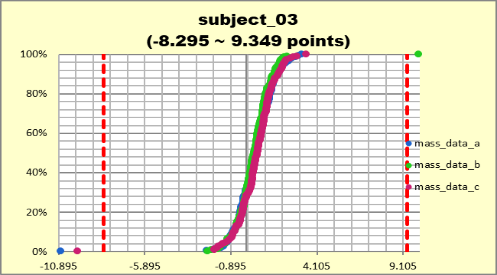 subject_03
(-8.295 ~ 9.349 points)
100%
80%
60%
40%
20%
0%
-10.895
-5.895
-0.895
4.105
9.105
mass_data_a
mass_data_b
mass_data_c